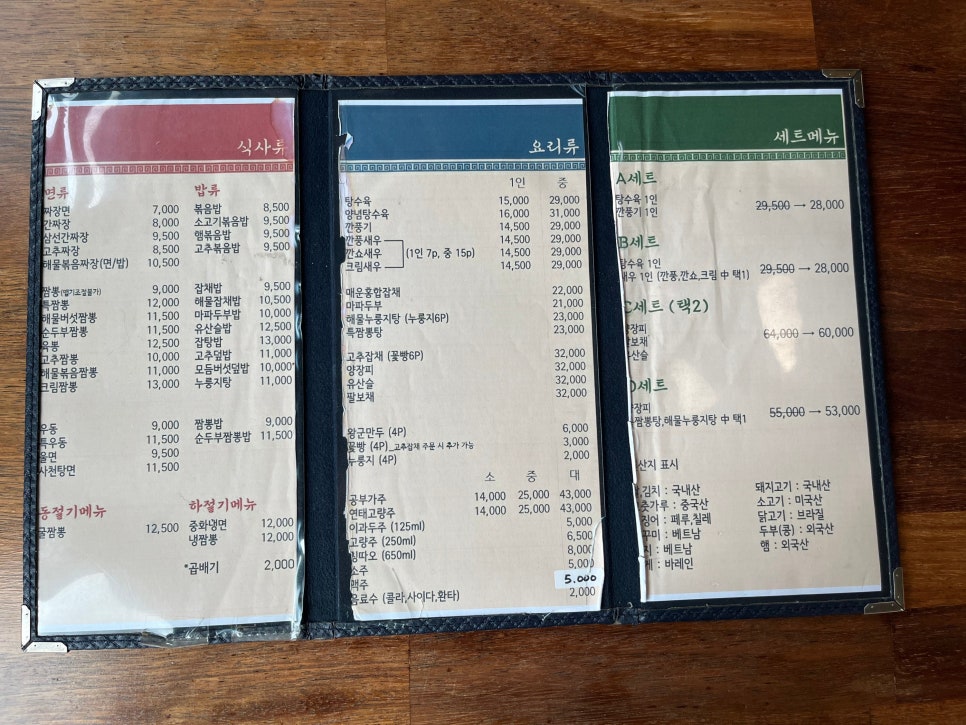 식사류
면류
짜장면 7,000
간짜장 8,000
삼선간짜장 9,500
고추짜장 8,500
해물볶음짜장(면/밥) 10,500
짬뽕(맵기조절불가) 9,000
특짬뽕 12,000
해물버섯짬뽕 11,500
순두부짬뽕 11,500
육뽕 12,500
고추짬뽕 10,000
해물볶음짬뽕 11,000
크림짬뽕 13,000
우동 9,000
특우동 11,500
울면 9,500
사천탕면 11,500
동절기메뉴
굴짬뽕 12,500
밥류
볶음밥 8,500
소고기볶음밥 9,500
햄볶음밥 9,500
고추볶음밥 9,500
잡채밥 9,500
해물잡채밥 10,500
마파두부밥 10,000
유산슬밥 12,500
잡탕밥 13,000
고추덮밥 11,000
모듬버섯덮밥 10,000
누룽지탕 11,000
짬뽕밥 9,000
순두부짬뽕밥 11,500
하절기메뉴
중화냉면 12,000
냉짬뽕 12,000
*곱배기 2,000
요리류
1인 중
탕수육 15,000 29,000
양념탕수육 16,000 31,000
깐풍기 14,500 29,000
깐풍새우 14,500 29,000
깐쇼새우 (1인 7p, 중 15p) 14,500 29,000
크림새우 14,500 29,000
매운홍합잡채 22,000
마파두부 21,000
해물누룽지탕 (누룽지6P) 23,000
특짬뽕탕 23,000
고추잡채 (꽃빵6P) 32,000
양장피 32,000
유산슬 32,000
팔보채 32,000
왕군만두 (4P) 6,000
꽃빵 (4P)_고추잡채 주문 시 추가 가능 3,000
누룽지 (4P) 2,000
소 중 대
공부가주 14,000 25,000 43,000
연태고량주 14,000 25,000 43,000
이과두주 (125ml) 5,000
고량주 (250ml) 6,500
칭따오 (650ml) 8,000
소주 5,000
맥주 5,000
음료수 (콜라,사이다,환타) 2,000
세트메뉴
A세트
탕수육 1인
깐풍기 1인
29,500 → 28,000
B세트
탕수육 1인
새우 1인 (깐풍,깐쇼,크림 中 택1)
29,500 → 28,000
C세트 (택2)
양장피
팔보채
유산슬
64,000 → 60,000
D세트
양장피
특짬뽕탕,해물누룽지탕 中 택1
55,000 → 53,000
산지 표시
김치 : 국내산
춧가루 : 중국산
징어 : 페루,칠레
꾸미 : 베트남
지 : 베트남
게 : 바레인
돼지고기 : 국내산
소고기 : 미국산
닭고기 : 브라질
두부(콩) : 외국산
햄 : 외국산